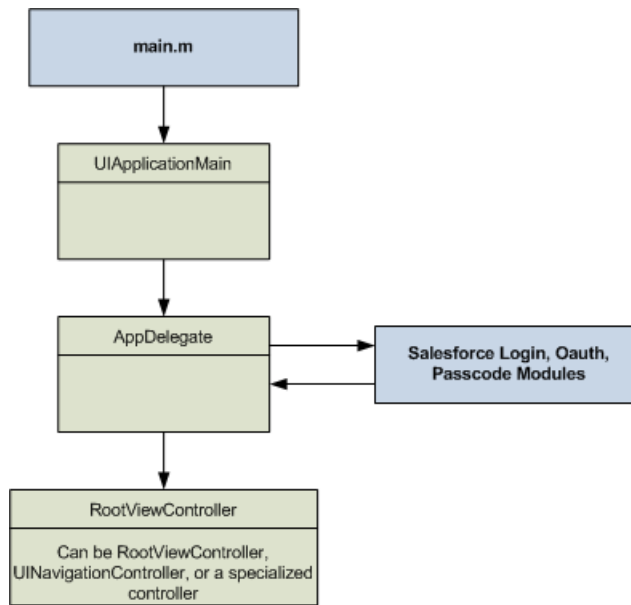 main.m
UIApplicationMain
AppDelegate
Salesforce Login, Oauth,
Passcode Modules
RootViewController
Can be RootViewController,
UINavigationController, or a specialized
controller